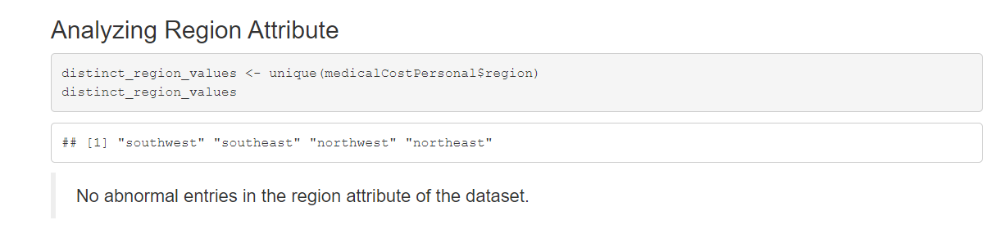 Analyzing Region Attribute
distinct_region_values <- unique(medicalCostPersonal$region)
distinct_region_values
## [1] "southwest" "southeast" "northwest" "northeast"
No abnormal entries in the region attribute of the dataset.